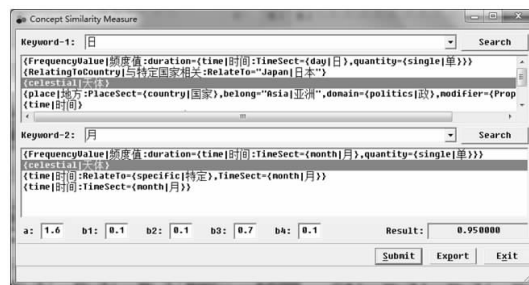 Concept Similarity Measure
Keyword-1: 日 Search
{FrequencyValue|频度值:duration={time|时间:TimeSect={day|日},quantity={single|单}}}
{RelatingToCountry|与特定国家相关:RelateTo="Japan|日本"}
{celestial|天体}
{place|地方:PlaceSect={country|国家},belong="Asia|亚洲",domain={politics|政},modifier={Prop
{time|时间}
Keyword-2: 月 Search
{FrequencyValue|频度值:duration={time|时间:TimeSect={month|月},quantity={single|单}}}
{celestial|天体}
{time|时间:RelateTo={specific|特定},TimeSect={month|月}}
{time|时间:TimeSect={month|月}}
a: 1.6 b1: 0.1 b2: 0.1 b3: 0.7 b4: 0.1 Result: 0.950000
Submit Export Exit